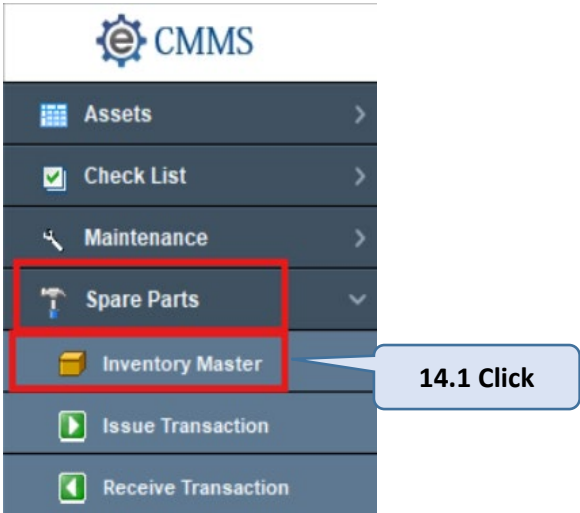 e CMMS
Assets
Check List
Maintenance
Spare Parts
Inventory Master
14.1 Click
Issue Transaction
Receive Transaction